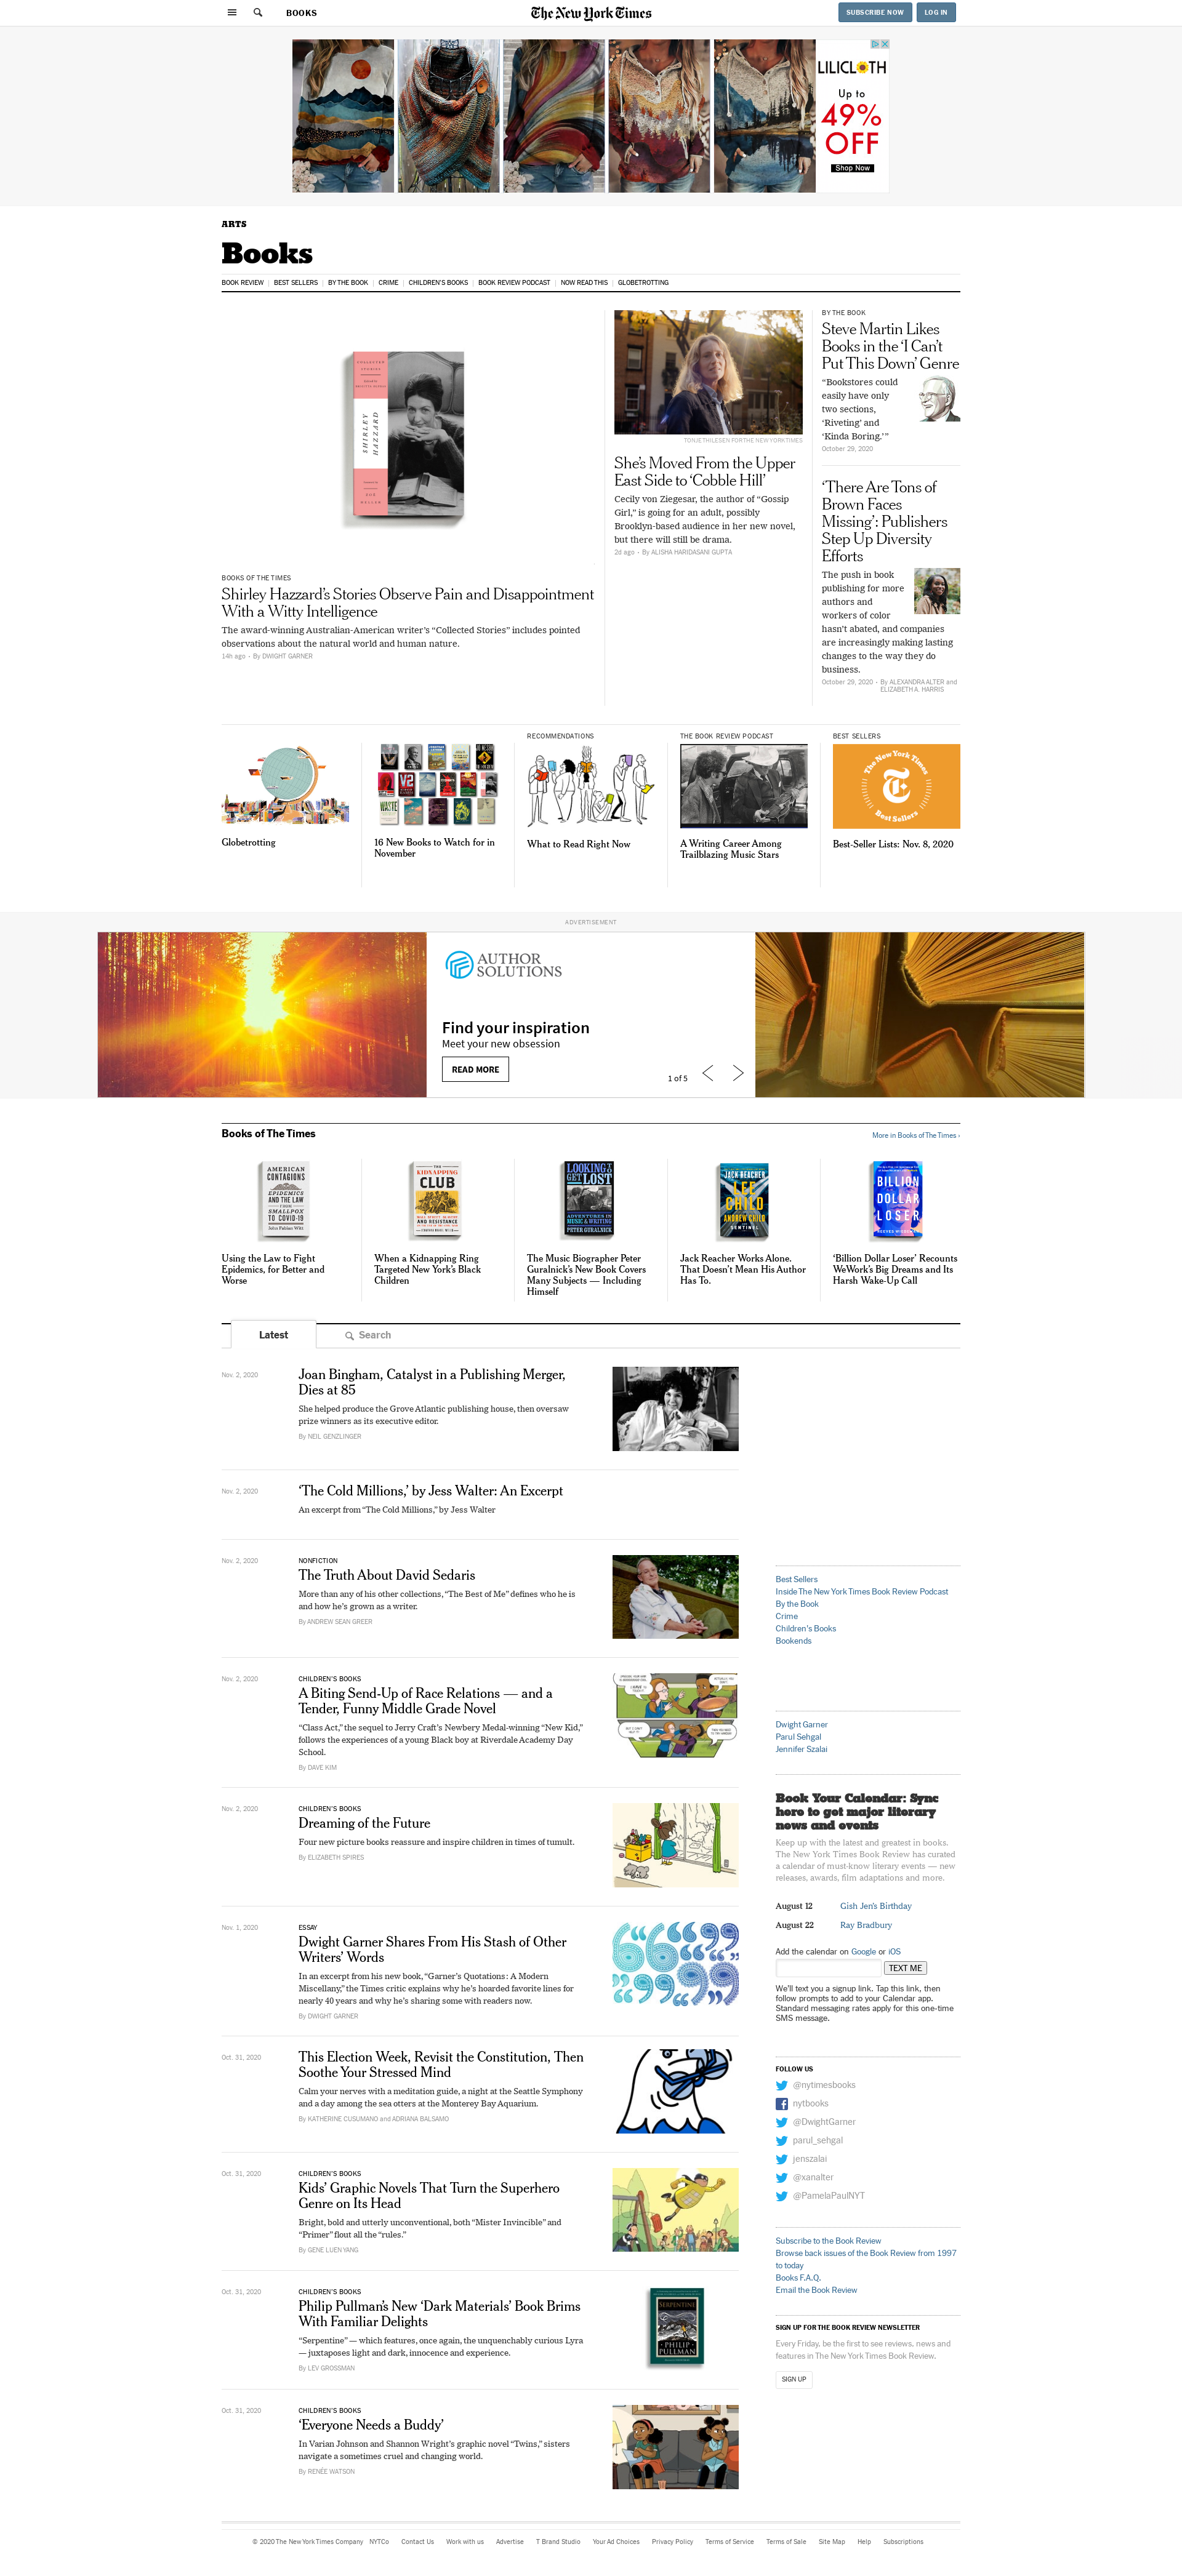 BOOKS
The New York Times
SUBSCRIBE NOW
LOG IN
LILICLOTH
Up to
49%
OFF
Shop Now
ARTS
Books
BOOK REVIEW
BEST SELLERS
BY THE BOOK
CRIME
CHILDREN'S BOOKS
BOOK REVIEW PODCAST
NOW READ THIS
GLOBETROTTING
SHIRLEY
HAZZARD
BOOKS OF THE TIMES
Shirley Hazzard's Stories Observe Pain and Disappointment
With a Witty Intelligence
The award-winning Australian-American writer's “Collected Stories” includes pointed
observations about the natural world and human nature.
14h ago • By DWIGHT GARNER
TONJE THILESEN FOR THE NEW YORK TIMES
She's Moved From the Upper
East Side to ‘Cobble Hill’
Cecily von Ziegesar, the author of “Gossip
Girl,” is going for an adult, possibly
Brooklyn-based audience in her new novel,
but there will still be drama.
2d ago • By ALISHA HARIDASANI GUPTA
BY THE BOOK
Steve Martin Likes
Books in the ‘I Can't
Put This Down’ Genre
“Bookstores could
easily have only
two sections,
‘Riveting’ and
‘Kinda Boring.’”
October 29, 2020
‘There Are Tons of
Brown Faces
Missing’: Publishers
Step Up Diversity
Efforts
The push in book
publishing for more
authors and
workers of color
hasn't abated, and companies
are increasingly making lasting
changes to the way they do
business.
October 29, 2020 • By ALEXANDRA ALTER and
ELIZABETH A. HARRIS
Globetrotting
16 New Books to Watch for in
November
RECOMMENDATIONS
What to Read Right Now
THE BOOK REVIEW PODCAST
A Writing Career Among
Trailblazing Music Stars
BEST SELLERS
The New York Times
Best Sellers
Best-Seller Lists: Nov. 8, 2020
ADVERTISEMENT
AUTHOR
SOLUTIONS
Find your inspiration
Meet your new obsession
READ MORE
1 of 5
Books of The Times
More in Books of The Times ›
AMERICAN
CONTAGIONS
EPIDEMICS
AND THE LAW
FROM
SMALLPOX
TO COVID-19
John Fabian Witt
Using the Law to Fight
Epidemics, for Better and
Worse
THE
KIDNAPPING
CLUB
AND RESISTANCE
When a Kidnapping Ring
Targeted New York's Black
Children
LOOKING TO
GET LOST
ADVENTURES IN
MUSIC & WRITING
PETER GURALNICK
The Music Biographer Peter
Guralnick's New Book Covers
Many Subjects — Including
Himself
JACK REACHER
LEE
CHILD
ANDREW CHILD
THE SENTINEL
Jack Reacher Works Alone.
That Doesn't Mean His Author
Has To.
BILLION
DOLLAR
LOSER
‘Billion Dollar Loser’ Recounts
WeWork's Big Dreams and Its
Harsh Wake-Up Call
Latest
Search
Nov. 2, 2020
Joan Bingham, Catalyst in a Publishing Merger,
Dies at 85
She helped produce the Grove Atlantic publishing house, then oversaw
prize winners as its executive editor.
By NEIL GENZLINGER
Nov. 2, 2020
‘The Cold Millions,’ by Jess Walter: An Excerpt
An excerpt from “The Cold Millions,” by Jess Walter
Nov. 2, 2020
NONFICTION
The Truth About David Sedaris
More than any of his other collections, “The Best of Me” defines who he is
and how he's grown as a writer.
By ANDREW SEAN GREER
Nov. 2, 2020
CHILDREN'S BOOKS
A Biting Send-Up of Race Relations — and a
Tender, Funny Middle Grade Novel
“Class Act,” the sequel to Jerry Craft's Newbery Medal-winning “New Kid,”
follows the experiences of a young Black boy at Riverdale Academy Day
School.
By DAVE KIM
Nov. 2, 2020
CHILDREN'S BOOKS
Dreaming of the Future
Four new picture books reassure and inspire children in times of tumult.
By ELIZABETH SPIRES
Nov. 1, 2020
ESSAY
Dwight Garner Shares From His Stash of Other
Writers' Words
In an excerpt from his new book, “Garner's Quotations: A Modern
Miscellany,” the Times critic explains why he's hoarded favorite lines for
nearly 40 years and why he's sharing some with readers now.
By DWIGHT GARNER
Oct. 31, 2020
This Election Week, Revisit the Constitution, Then
Soothe Your Stressed Mind
Calm your nerves with a meditation guide, a night at the Seattle Symphony
and a day among the sea otters at the Monterey Bay Aquarium.
By KATHERINE CUSUMANO and ADRIANA BALSAMO
Oct. 31, 2020
CHILDREN'S BOOKS
Kids' Graphic Novels That Turn the Superhero
Genre on Its Head
Bright, bold and utterly unconventional, both “Mister Invincible” and
“Primer” flout all the “rules.”
By GENE LUEN YANG
Oct. 31, 2020
CHILDREN'S BOOKS
Philip Pullman's New ‘Dark Materials’ Book Brims
With Familiar Delights
“Serpentine” — which features, once again, the unquenchably curious Lyra
— juxtaposes light and dark, innocence and experience.
By LEV GROSSMAN
SERPENTINE
PHILIP
PULLMAN
Oct. 31, 2020
CHILDREN'S BOOKS
‘Everyone Needs a Buddy’
In Varian Johnson and Shannon Wright's graphic novel “Twins,” sisters
navigate a sometimes cruel and changing world.
By RENÉE WATSON
Best Sellers
Inside The New York Times Book Review Podcast
By the Book
Crime
Children's Books
Bookends
Dwight Garner
Parul Sehgal
Jennifer Szalai
Book Your Calendar: Sync
here to get major literary
news and events
Keep up with the latest and greatest in books.
The New York Times Book Review has curated
a calendar of must-know literary events — new
releases, awards, film adaptations and more.
August 12 Gish Jen's Birthday
August 22 Ray Bradbury
Add the calendar on Google or iOS
TEXT ME
We'll text you a signup link. Tap this link, then
follow prompts to add to your Calendar app.
Standard messaging rates apply for this one-time
SMS message.
FOLLOW US
@nytimesbooks
nytbooks
@DwightGarner
parul_sehgal
jenszalai
@xanalter
@PamelaPaulNYT
Subscribe to the Book Review
Browse back issues of the Book Review from 1997
to today
Books F.A.Q.
Email the Book Review
SIGN UP FOR THE BOOK REVIEW NEWSLETTER
Every Friday, be the first to see reviews, news and
features in The New York Times Book Review.
SIGN UP
© 2020 The New York Times Company NYTCo Contact Us Work with us Advertise T Brand Studio Your Ad Choices Privacy Policy Terms of Service Terms of Sale Site Map Help Subscriptions